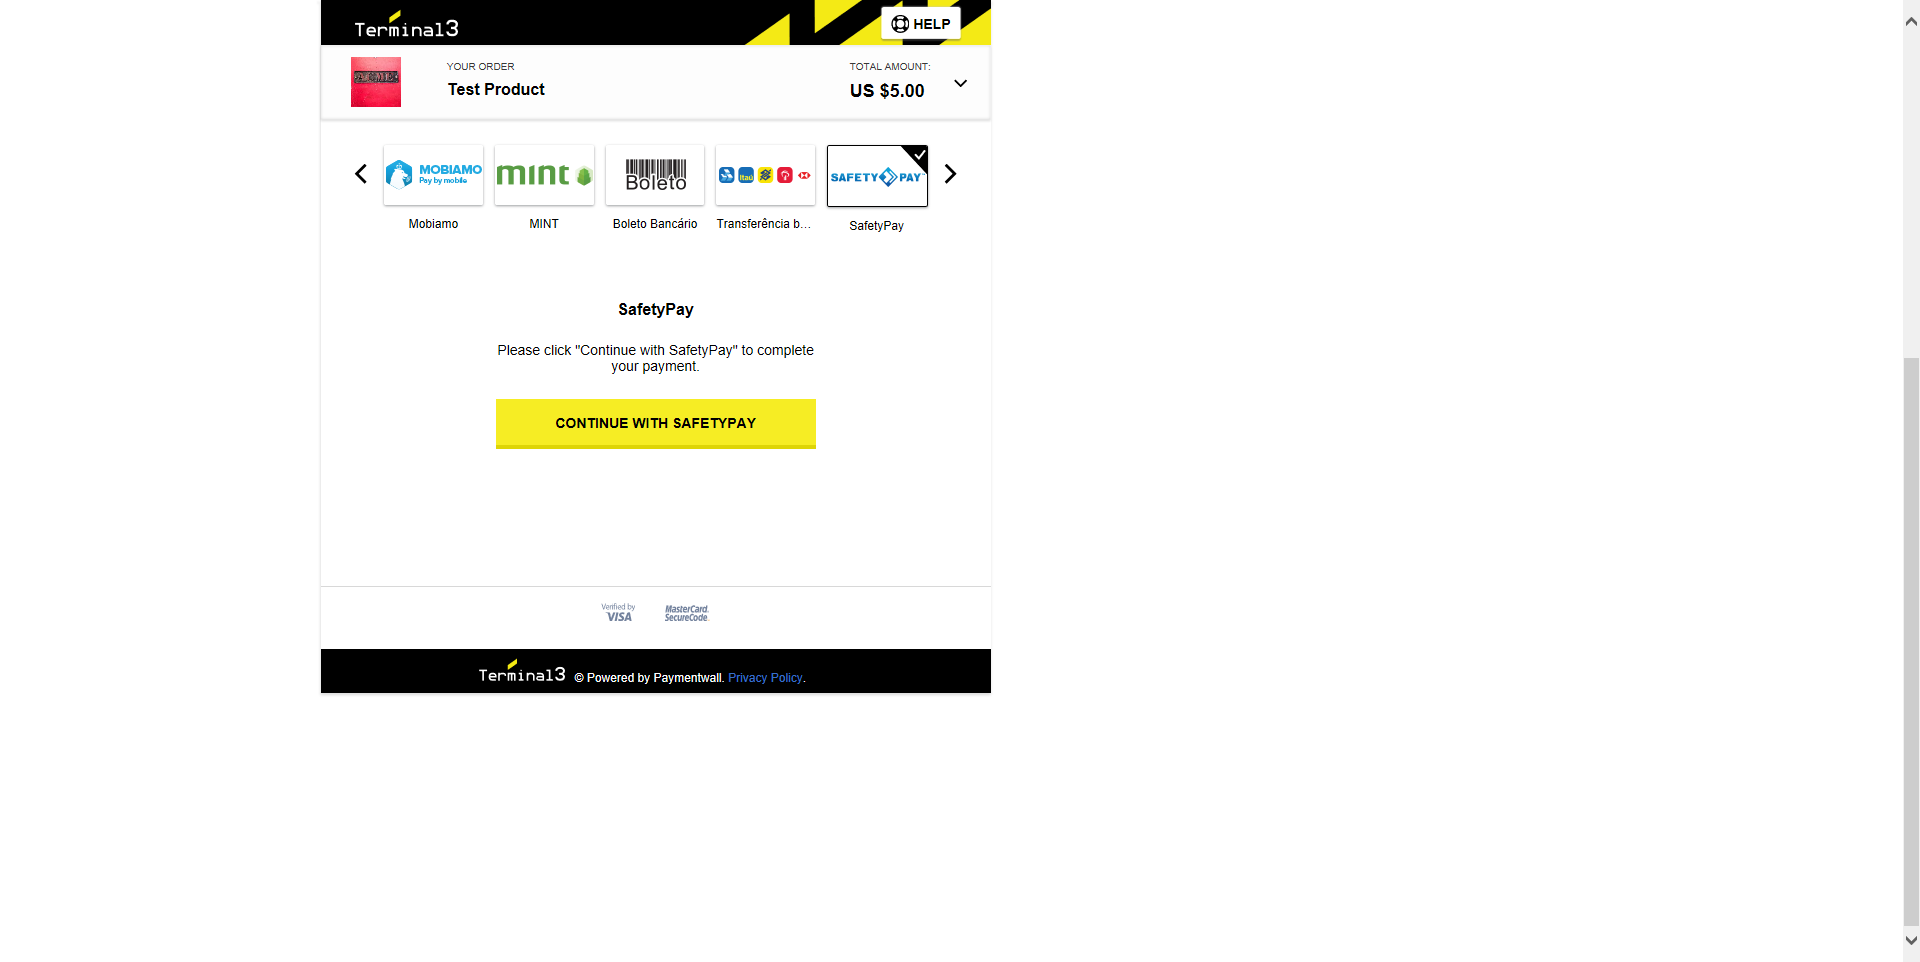 Terminal3
HELP
YOUR ORDER
Test Product
TOTAL AMOUNT:
US $5.00
MOBIAMO
Pay by mobile
mint
Boleto
Itaú
SAFETY PAY
Mobiamo
MINT
Boleto Bancário
Transferência b...
SafetyPay
SafetyPay
Please click "Continue with SafetyPay" to complete
your payment.
CONTINUE WITH SAFETYPAY
Verified by
VISA
MasterCard.
SecureCode.
Terminal3 © Powered by Paymentwall. Privacy Policy.